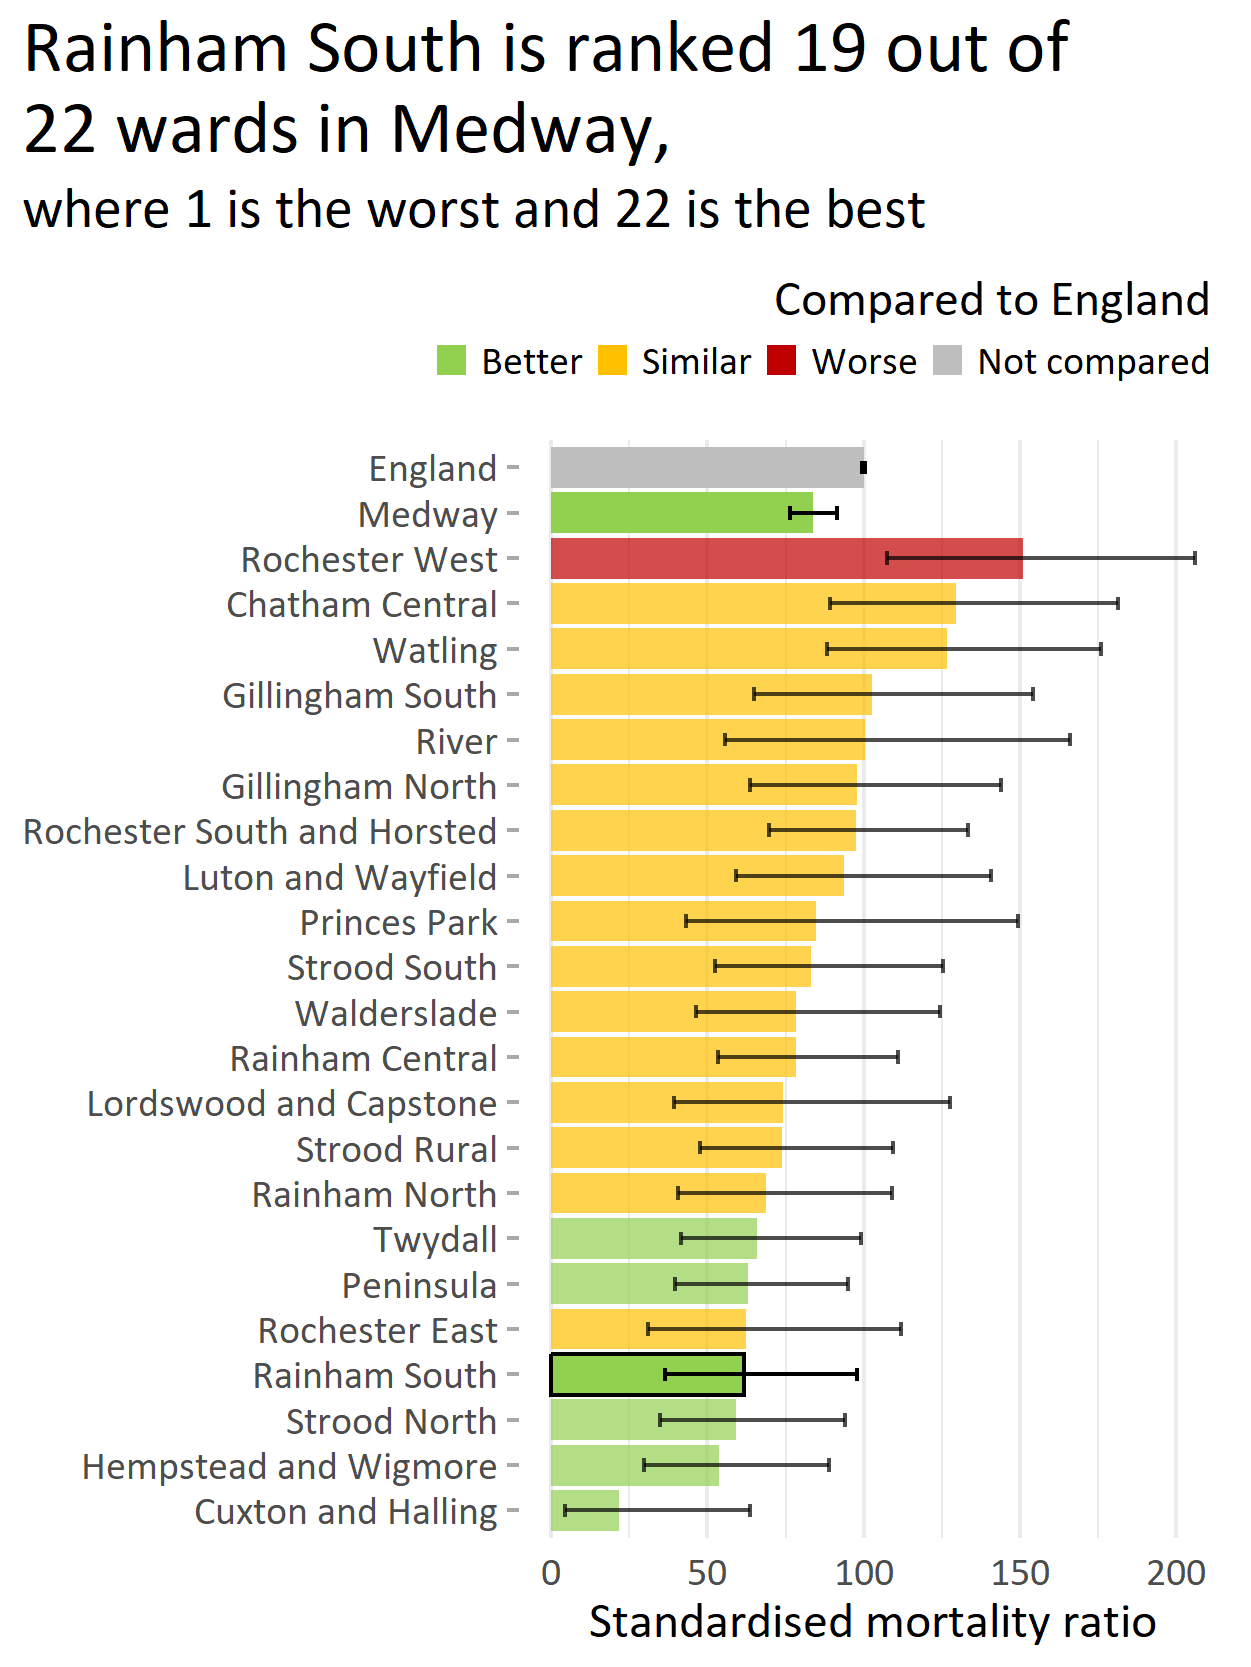 Rainham South is ranked 19 out of
22 wards in Medway,
where 1 is the worst and 22 is the best
Compared to England
Better Similar Worse Not compared
England
Medway
Rochester West
Chatham Central
Watling
Gillingham South
River
Gillingham North
Rochester South and Horsted
Luton and Wayfield
Princes Park
Strood South
Walderslade
Rainham Central
Lordswood and Capstone
Strood Rural
Rainham North
Twydall
Peninsula
Rochester East
Rainham South
Strood North
Hempstead and Wigmore
Cuxton and Halling
0 50 100 150 200
Standardised mortality ratio